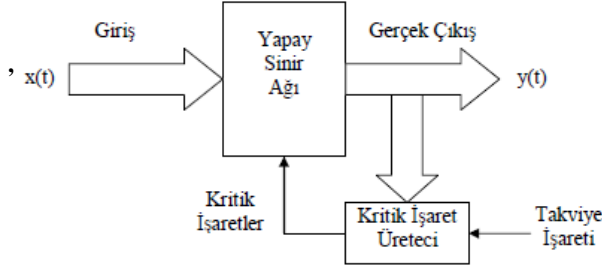 Giriş
Yapay
Sinir
Ağı
Gerçek Çıkış
, x(t)
y(t)
Kritik
İşaretler
Kritik İşaret
Üreteci
Takviye
İşareti